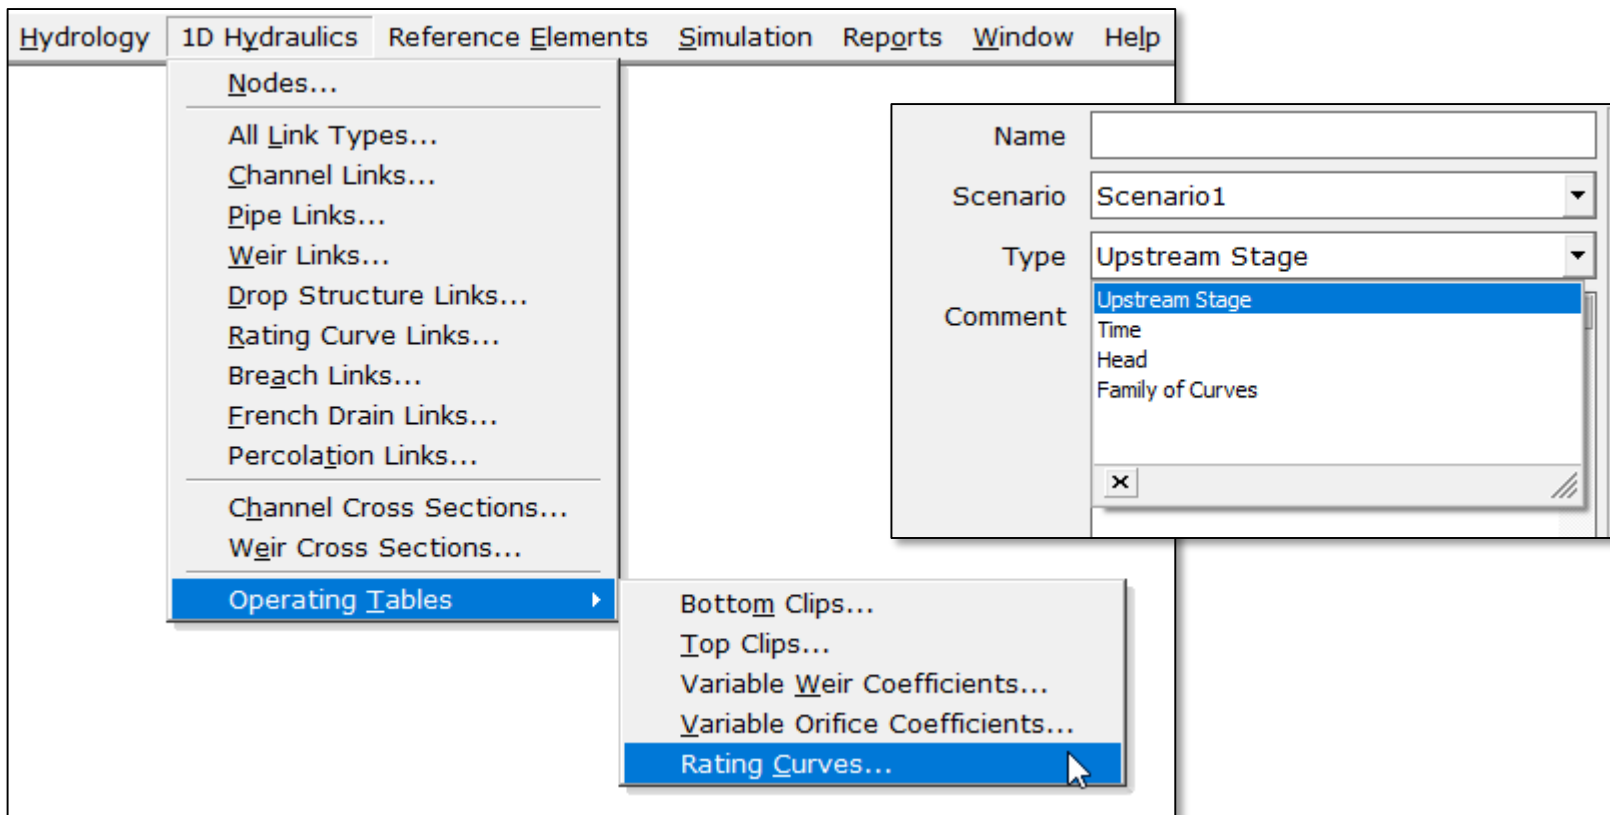 Hydrology 1D Hydraulics Reference Elements Simulation Reports Window Help
Nodes...
All Link Types...
Channel Links...
Pipe Links...
Weir Links...
Drop Structure Links...
Rating Curve Links...
Breach Links...
French Drain Links...
Percolation Links...
Channel Cross Sections...
Weir Cross Sections...
Operating Tables
Bottom Clips...
Top Clips...
Variable Weir Coefficients...
Variable Orifice Coefficients...
Rating Curves...
Name
Scenario Scenario1
Type Upstream Stage
Comment
Upstream Stage
Time
Head
Family of Curves